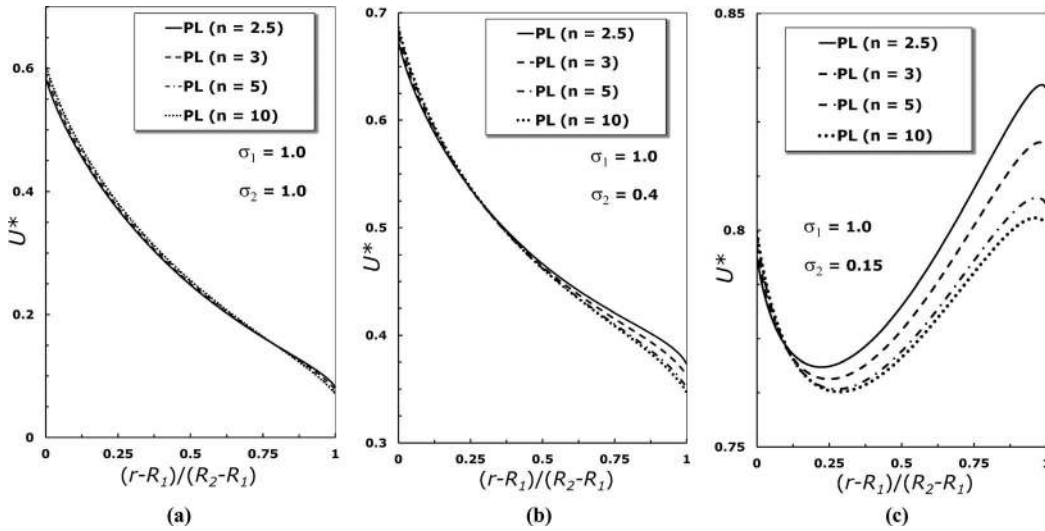 PL (n = 2.5)
PL (n = 3)
PL (n = 5)
PL (n = 10)
σ1 = 1.0
σ2 = 1.0
U*
0.6
0.4
0.2
0
0 0.25 0.5 0.75 1
(r-R1)/(R2-R1)
(a)
PL (n = 2.5)
PL (n = 3)
PL (n = 5)
PL (n = 10)
σ1 = 1.0
σ2 = 0.4
U*
0.7
0.6
0.5
0.4
0.3
0 0.25 0.5 0.75 1
(r-R1)/(R2-R1)
(b)
PL (n = 2.5)
PL (n = 3)
PL (n = 5)
PL (n = 10)
σ1 = 1.0
σ2 = 0.15
U*
0.85
0.8
0.75
0 0.25 0.5 0.75 1
(r-R1)/(R2-R1)
(c)